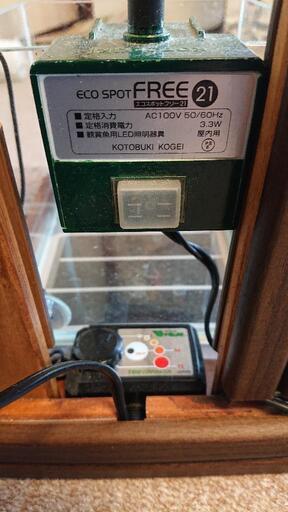 ECO SPOT FREE 21
エコスポットフリー21
■ 定格入力 AC100V 50/60Hz
■ 定格消費電力 3.3W
■ 観賞魚用LED照明器具 屋内用
KOTOBUKI KOGEI